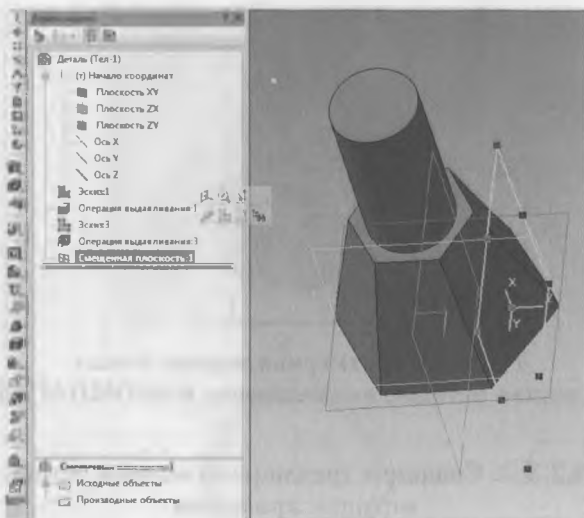 Деталь (Тел-1)
(т) Начало координат
Плоскость XY
Плоскость ZX
Плоскость ZY
Ось X
Ось Y
Ось Z
Эскиз:1
Операция выдавливания:1
Эскиз:3
Операция выдавливания:3
Смещенная плоскость:1
X
Y
Исходные объекты
Производные объекты